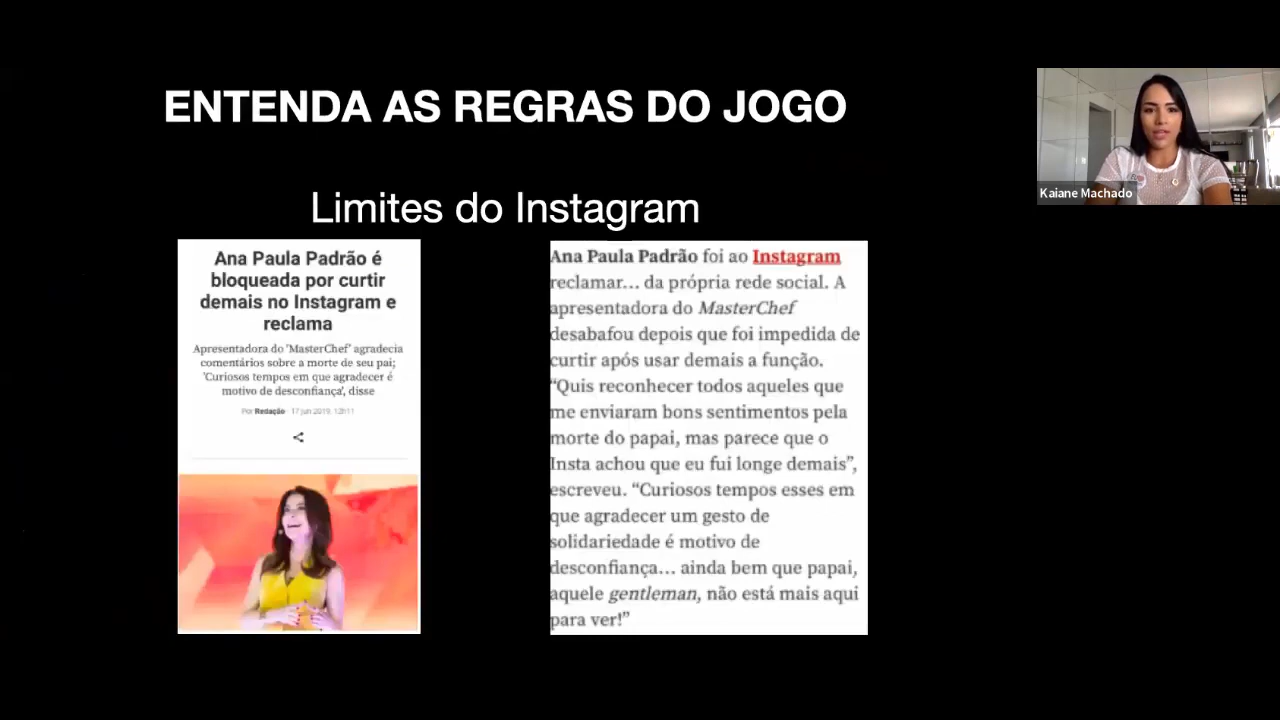 ENTENDA AS REGRAS DO JOGO
Limites do Instagram
Ana Paula Padrão é
bloqueada por curtir
demais no Instagram e
reclama
Apresentadora do 'MasterChef' agradecia
comentários sobre a morte de seu pai;
'Curiosos tempos em que agradecer é
motivo de desconfiança', disse
Por Redação 17 jun 2019, 12h11
Ana Paula Padrão foi ao Instagram
reclamar... da própria rede social. A
apresentadora do MasterChef
desabafou depois que foi impedida de
curtir após usar demais a função.
“Quis reconhecer todos aqueles que
me enviaram bons sentimentos pela
morte do papai, mas parece que o
Insta achou que eu fui longe demais”,
escreveu. “Curiosos tempos esses em
que agradecer um gesto de
solidariedade é motivo de
desconfiança... ainda bem que papai,
aquele gentleman, não está mais aqui
para ver!”
Kaiane Machado